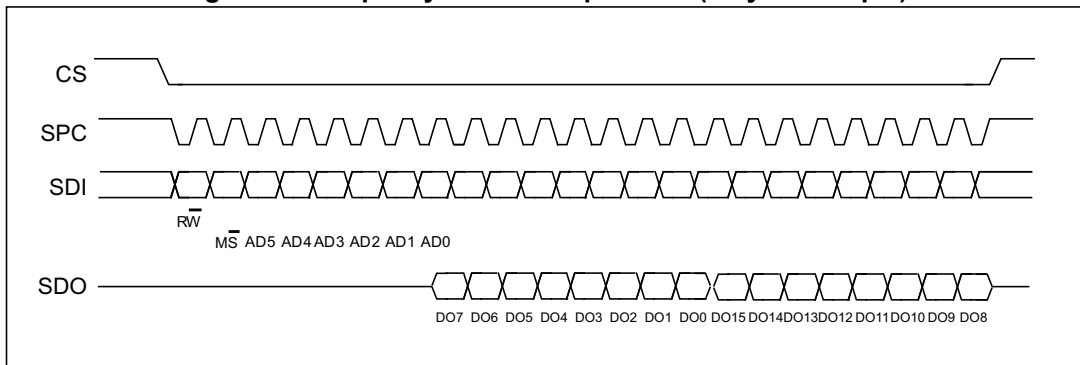 CS
SPC
SDI
RW
MS AD5 AD4 AD3 AD2 AD1 AD0
SDO
DO7 DO6 DO5 DO4 DO3 DO2 DO1 DO0 DO15 DO14 DO13 DO12 DO11 DO10 DO9 DO8